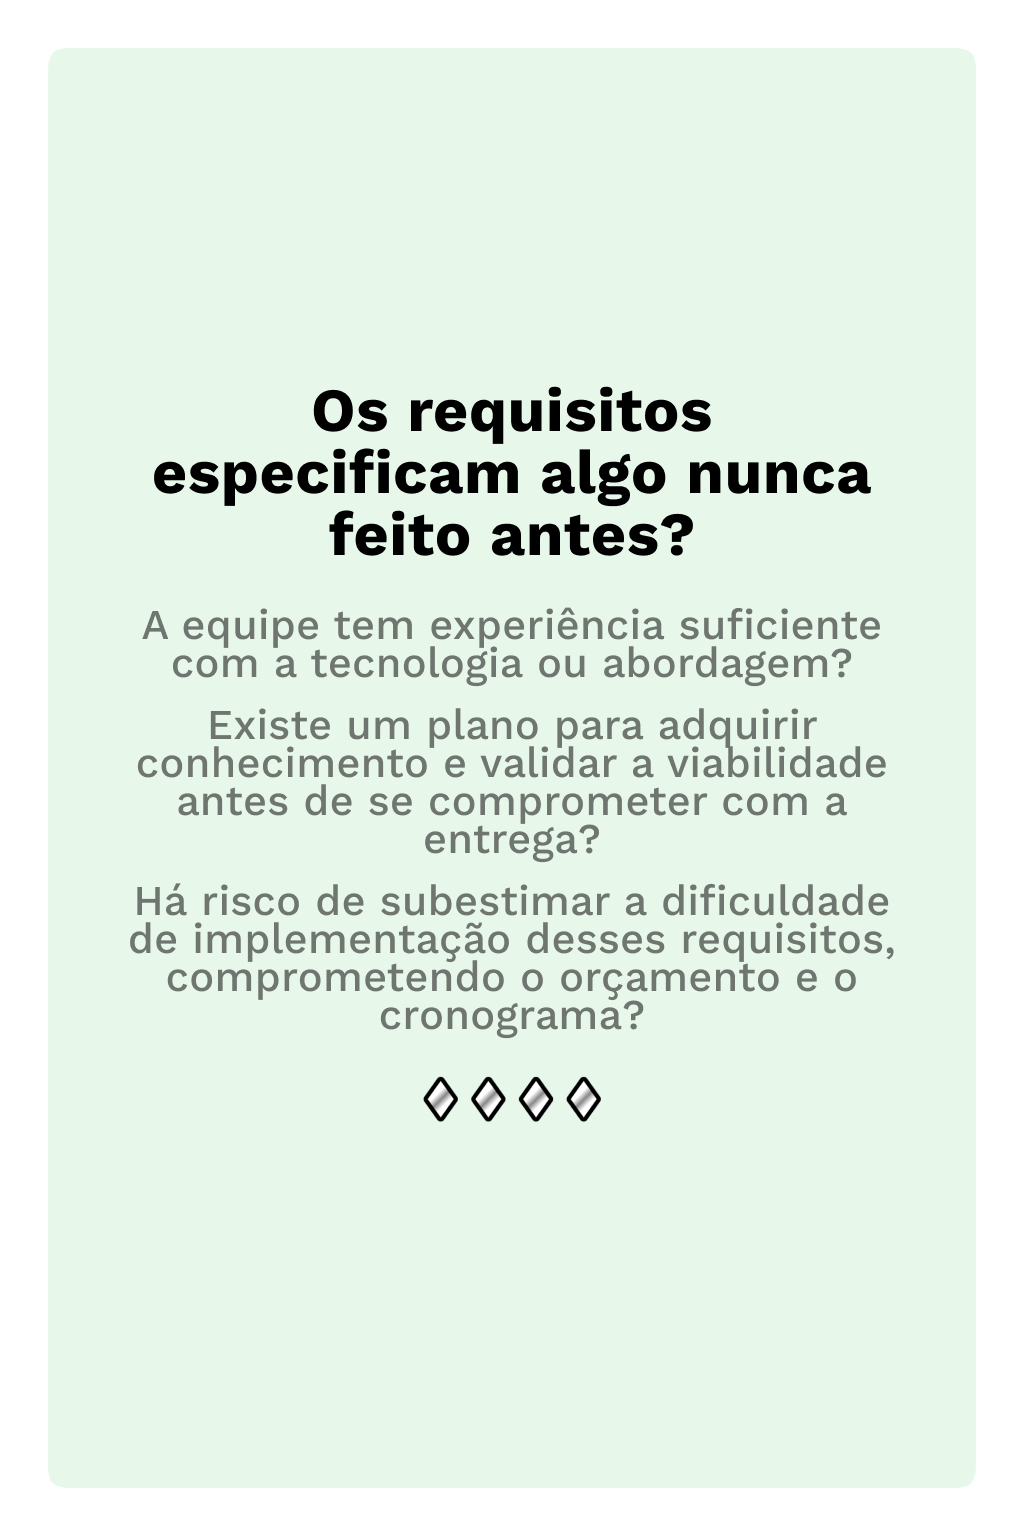 Os requisitos
especificam algo nunca
feito antes?
A equipe tem experiência suficiente
com a tecnologia ou abordagem?
Existe um plano para adquirir
conhecimento e validar a viabilidade
antes de se comprometer com a
entrega?
Há risco de subestimar a dificuldade
de implementação desses requisitos,
comprometendo o orçamento e o
cronograma?